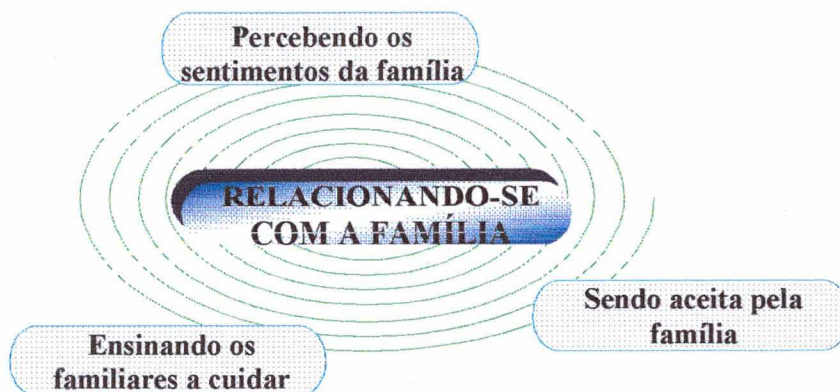 Percebendo os
sentimentos da família
RELACIONANDO-SE
COM A FAMÍLIA
Sendo aceita pela
família
Ensinando os
familiares a cuidar